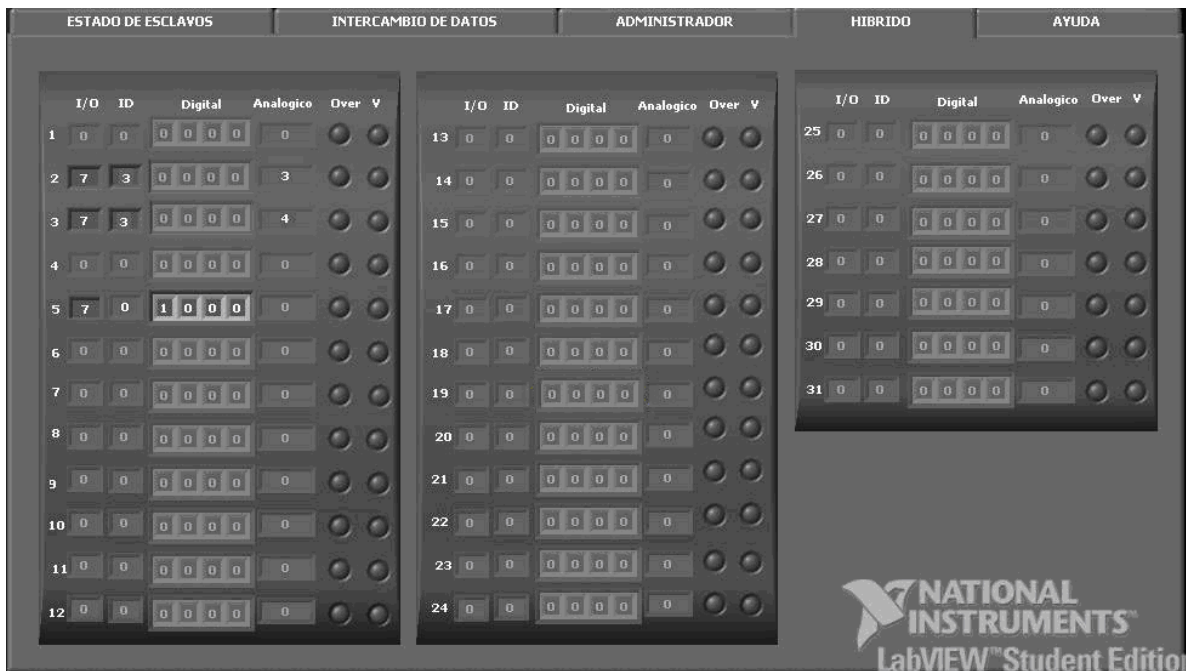 ESTADO DE ESCLAVOS INTERCAMBIO DE DATOS ADMINISTRADOR HIBRIDO AYUDA
I/O ID Digital Analogico Over V
1 0 0 0 0 0 0 0
2 7 3 0 0 0 0 3
3 7 3 0 0 0 0 4
4 0 0 0 0 0 0 0
5 7 0 1 0 0 0 0
6 0 0 0 0 0 0 0
7 0 0 0 0 0 0 0
8 0 0 0 0 0 0 0
9 0 0 0 0 0 0 0
10 0 0 0 0 0 0 0
11 0 0 0 0 0 0 0
12 0 0 0 0 0 0 0
I/O ID Digital Analogico Over V
13 0 0 0 0 0 0 0
14 0 0 0 0 0 0 0
15 0 0 0 0 0 0 0
16 0 0 0 0 0 0 0
17 0 0 0 0 0 0 0
18 0 0 0 0 0 0 0
19 0 0 0 0 0 0 0
20 0 0 0 0 0 0 0
21 0 0 0 0 0 0 0
22 0 0 0 0 0 0 0
23 0 0 0 0 0 0 0
24 0 0 0 0 0 0 0
I/O ID Digital Analogico Over V
25 0 0 0 0 0 0 0
26 0 0 0 0 0 0 0
27 0 0 0 0 0 0 0
28 0 0 0 0 0 0 0
29 0 0 0 0 0 0 0
30 0 0 0 0 0 0 0
31 0 0 0 0 0 0 0
NATIONAL
INSTRUMENTS™
LabVIEW™ Student Edition